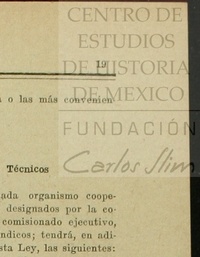 CENTRO DE
ESTUDIOS
DE HISTORIA
19
DE MEXICO
o las más convenien
FUNDACIÓN
Carlos Slim
Técnicos
ada organismo coope-
designados por la co-
comisionado ejecutivo,
ndicos; tendrá, en adi-
sta Ley, las siguientes: